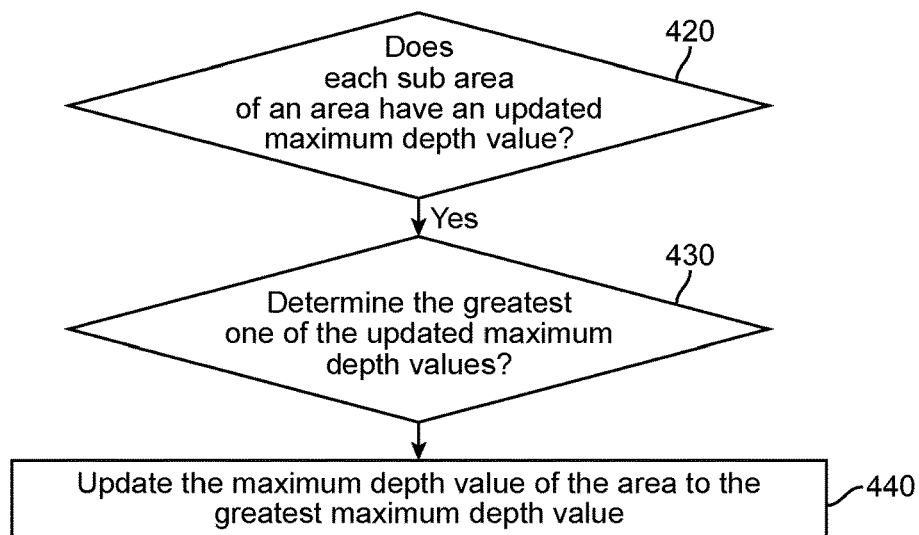 Does
each sub area
of an area have an updated
maximum depth value?
420
Yes
430
Determine the greatest
one of the updated maximum
depth values?
Update the maximum depth value of the area to the
greatest maximum depth value
440